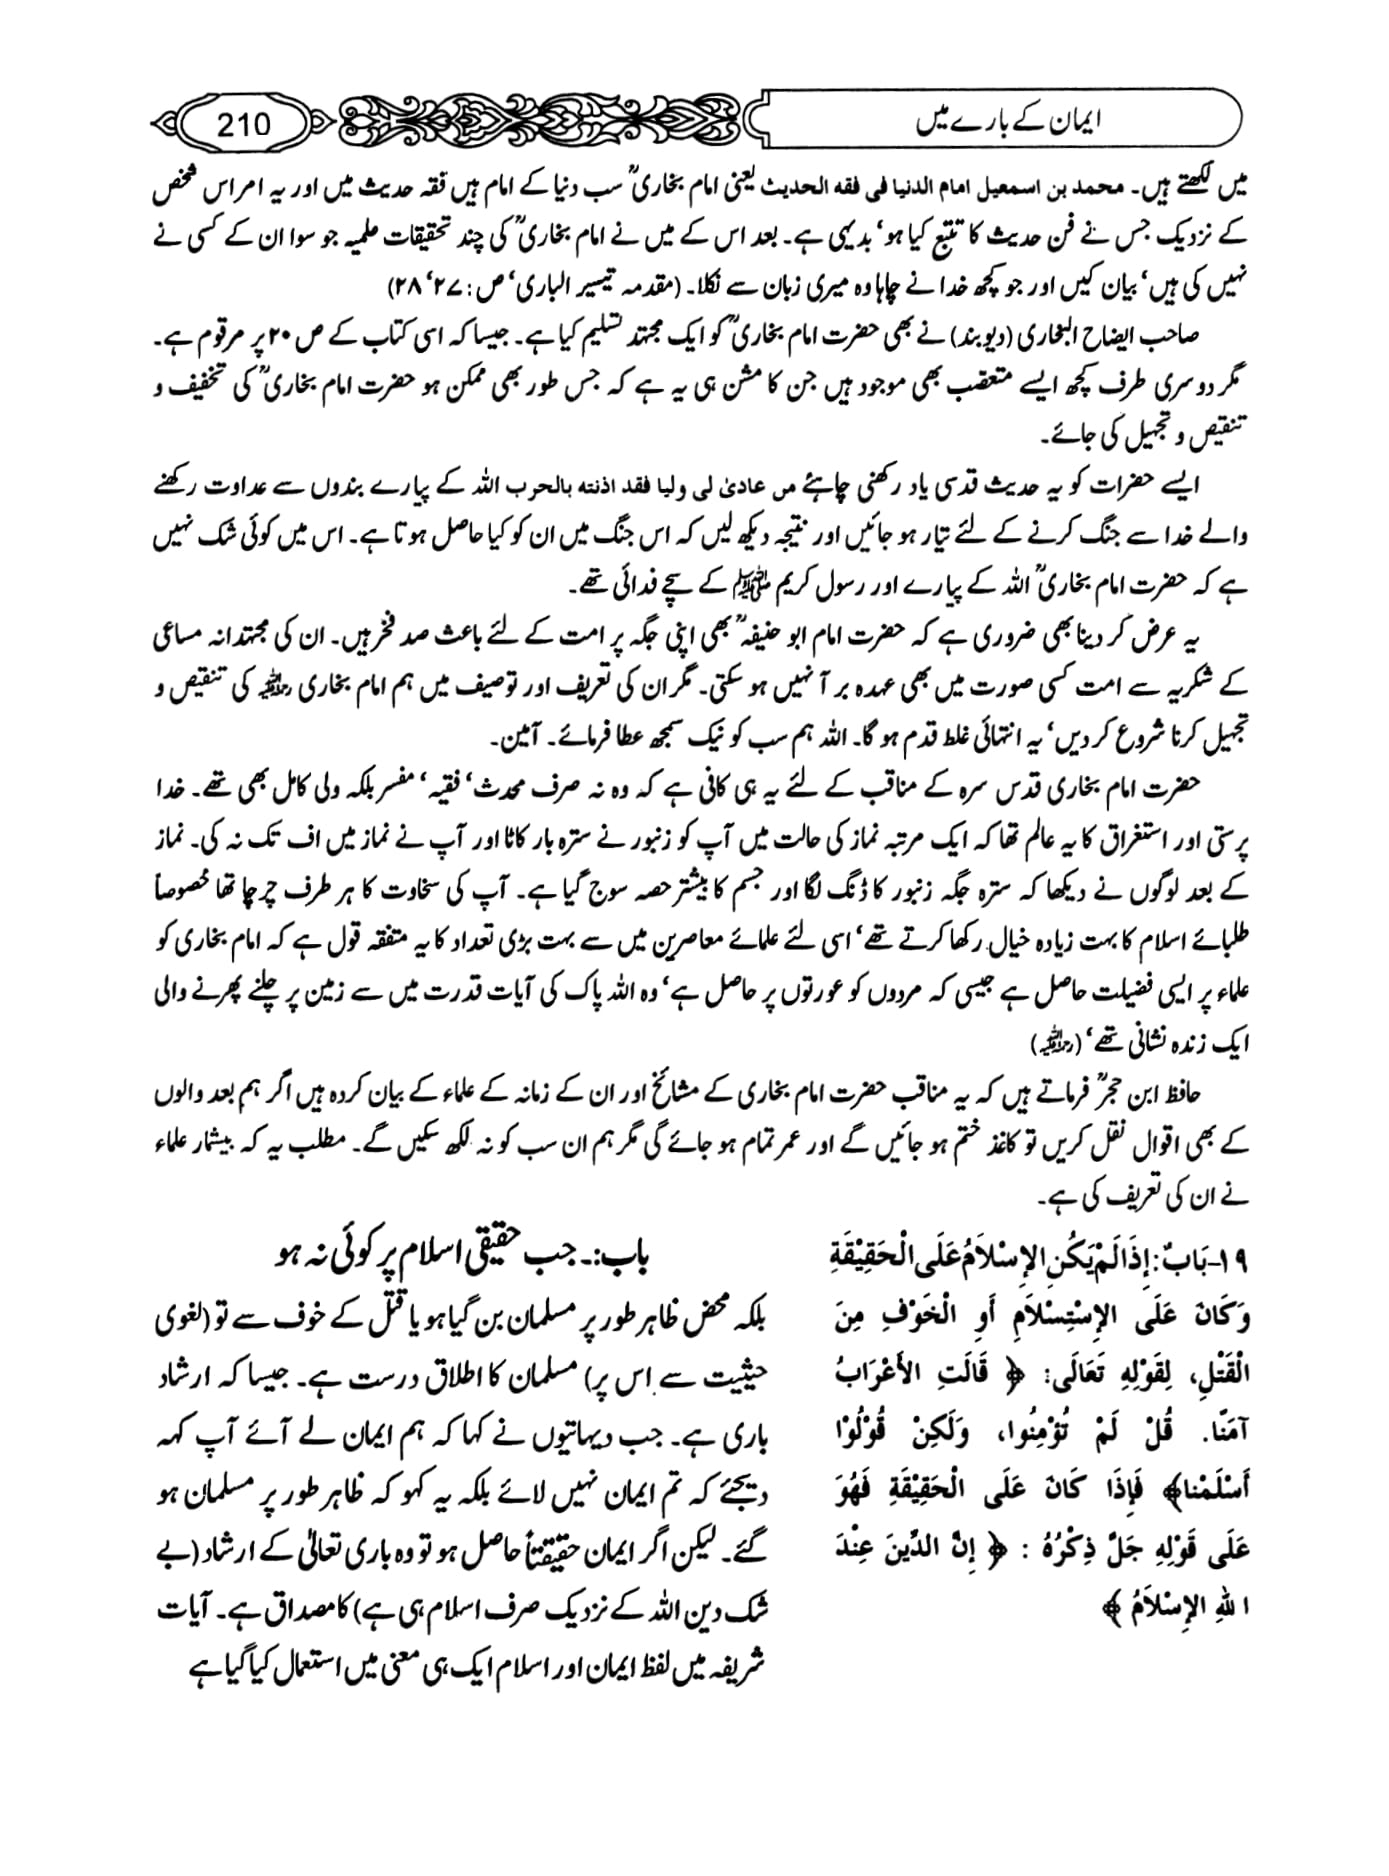 ایمان کے بارے میں
210
میں لکھتے ہیں۔ محمد بن اسمعیل امام الدنیا فی فقه الحدیث یعنی امام بخاریؒ سب دنیا کے امام ہیں فقہ حدیث میں اور یہ امر اس شخص
کے نزدیک جس نے فن حدیث کا تتبع کیا ہو‘ بدیہی ہے۔ بعد اس کے میں نے امام بخاریؒ کی چند تحقیقات علمیہ جو سوا ان کے کسی نے
نہیں کی ہیں‘ بیان کیں اور جو کچھ خدا نے چاہا وہ میری زبان سے نکلا۔ (مقدمہ تیسیر الباری‘ ص: ۲۷‘ ۲۸)
صاحب ایضاح البخاری (دیوبند) نے بھی حضرت امام بخاریؒ کو ایک مجتہد تسلیم کیا ہے۔ جیسا کہ اسی کتاب کے ص ۲۰ پر مرقوم ہے۔
مگر دوسری طرف کچھ ایسے متعصب بھی موجود ہیں جن کا مشن ہی یہ ہے کہ جس طور بھی ممکن ہو حضرت امام بخاریؒ کی تخفیف و
تنقیص و تجہیل کی جائے۔
ایسے حضرات کو یہ حدیث قدسی یاد رکھنی چاہئے من عادیٰ لی ولیا فقد اذنته بالحرب اللہ کے پیارے بندوں سے عداوت رکھنے
والے خدا سے جنگ کرنے کے لئے تیار ہو جائیں اور نتیجہ دیکھ لیں کہ اس جنگ میں ان کو کیا حاصل ہوتا ہے۔ اس میں کوئی شک نہیں
ہے کہ حضرت امام بخاریؒ اللہ کے پیارے اور رسول کریم ﷺ کے سچے فدائی تھے۔
یہ عرض کر دینا بھی ضروری ہے کہ حضرت امام ابو حنیفہؒ بھی اپنی جگہ پر امت کے لئے باعث صد فخر ہیں۔ ان کی مجتہدانہ مساعی
کے شکریہ سے امت کسی صورت میں بھی عہدہ برآ نہیں ہو سکتی۔ مگر ان کی تعریف اور توصیف میں ہم امام بخاری رحمۃ اللہ علیہ کی تنقیص و
تجہیل کرنا شروع کر دیں‘ یہ انتہائی غلط قدم ہو گا۔ اللہ ہم سب کو نیک سمجھ عطا فرمائے۔ آمین۔
حضرت امام بخاری قدس سرہ کے مناقب کے لئے یہ ہی کافی ہے کہ وہ نہ صرف محدث‘ فقیہ‘ مفسر بلکہ ولی کامل بھی تھے۔ خدا
پرستی اور استغراق کا یہ عالم تھا کہ ایک مرتبہ نماز کی حالت میں آپ کو زنبور نے سترہ بار کاٹا اور آپ نے نماز میں اف تک نہ کی۔ نماز
کے بعد لوگوں نے دیکھا کہ سترہ جگہ زنبور کا ڈنگ لگا اور جسم کا بیشتر حصہ سوج گیا ہے۔ آپ کی سخاوت کا ہر طرف چرچا تھا خصوصاً
طلبائے اسلام کا بہت زیادہ خیال رکھا کرتے تھے‘ اسی لئے علمائے معاصرین میں سے بہت بڑی تعداد کا یہ متفقہ قول ہے کہ امام بخاری کو
علماء پر ایسی فضیلت حاصل ہے جیسی کہ مردوں کو عورتوں پر حاصل ہے‘ وہ اللہ پاک کی آیات قدرت میں سے زمین پر چلنے پھرنے والی
ایک زندہ نشانی تھے‘ (رحمۃ اللہ علیہ)
حافظ ابن حجرؒ فرماتے ہیں کہ یہ مناقب حضرت امام بخاری کے مشائخ اور ان کے زمانہ کے علماء کے بیان کردہ ہیں اگر ہم بعد والوں
کے بھی اقوال نقل کریں تو کاغذ ختم ہو جائیں گے اور عمر تمام ہو جائے گی مگر ہم ان سب کو نہ لکھ سکیں گے۔ مطلب یہ کہ بیشمار علماء
نے ان کی تعریف کی ہے۔
۱۹- بَابٌ: إِذَا لَمْ يَكُنِ الإِسْلاَمُ عَلَى الْحَقِيْقَةِ
وَكَانَ عَلَى الإِسْتِسْلاَمِ أَوِ الْخَوْفِ مِنَ
الْقَتْلِ، لِقَوْلِهِ تَعَالَى: ﴿ قَالَتِ الأَعْرَابُ
آمَنَّا. قُلْ لَمْ تُؤْمِنُوا، وَلَكِنْ قُوْلُوْا
أَسْلَمْنَا﴾ فَإِذَا كَانَ عَلَى الْحَقِيْقَةِ فَهُوَ
عَلَى قَوْلِهِ جَلَّ ذِكْرُهُ : ﴿ إِنَّ الدِّينَ عِنْدَ
اللهِ الإِسْلاَمُ ﴾
باب:۔ جب حقیقی اسلام پر کوئی نہ ہو
بلکہ محض ظاہر طور پر مسلمان بن گیا ہو یا قتل کے خوف سے تو (لغوی
حیثیت سے اس پر) مسلمان کا اطلاق درست ہے۔ جیسا کہ ارشاد
باری ہے۔ جب دیہاتیوں نے کہا کہ ہم ایمان لے آئے آپ کہہ
دیجئے کہ تم ایمان نہیں لائے بلکہ یہ کہو کہ ظاہر طور پر مسلمان ہو
گئے۔ لیکن اگر ایمان حقیقتاً حاصل ہو تو وہ باری تعالیٰ کے ارشاد (بے
شک دین اللہ کے نزدیک صرف اسلام ہی ہے) کا مصداق ہے۔ آیات
شریفہ میں لفظ ایمان اور اسلام ایک ہی معنی میں استعمال کیا گیا ہے